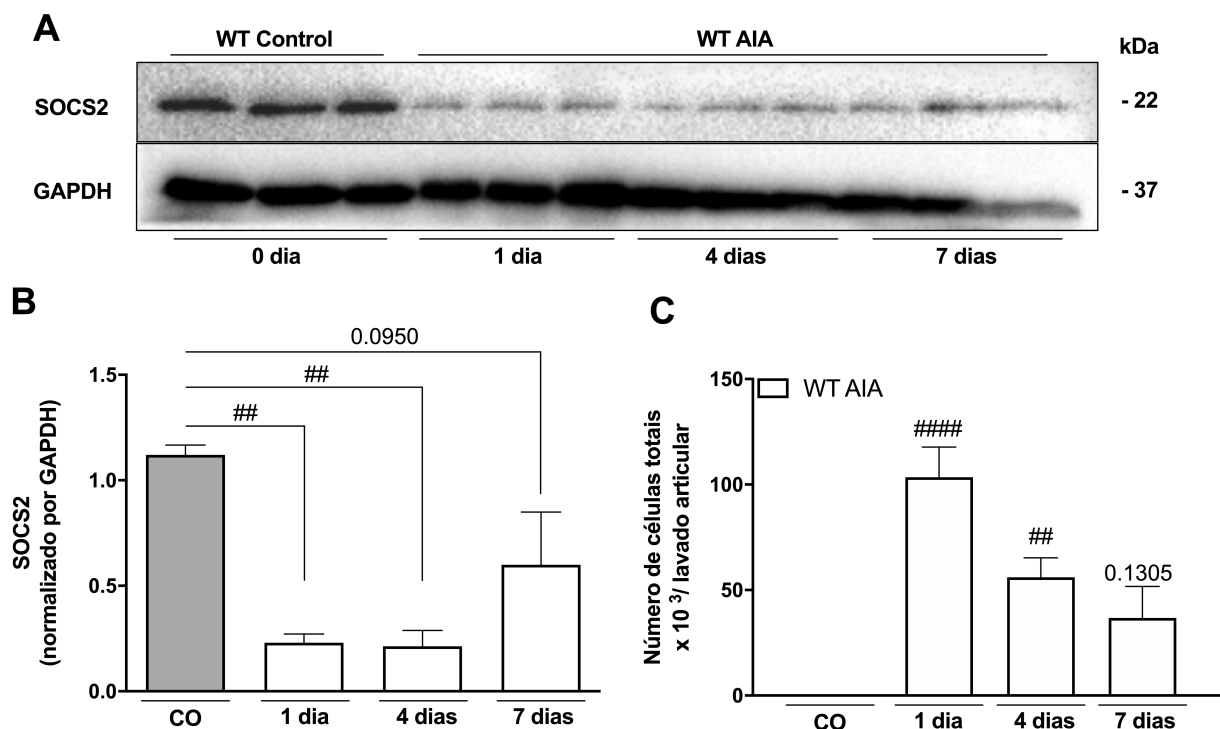 A
WT Control
WT AIA
kDa
SOCS2
- 22
GAPDH
- 37
0 dia
1 dia
4 dias
7 dias
B
0.0950
##
##
SOCS2
(normalizado por GAPDH)
1.5
1.0
0.5
0.0
CO
1 dia
4 dias
7 dias
C
WT AIA
Número de células totais
x 10 ³/ lavado articular
150
100
50
0
####
##
0.1305
CO
1 dia
4 dias
7 dias